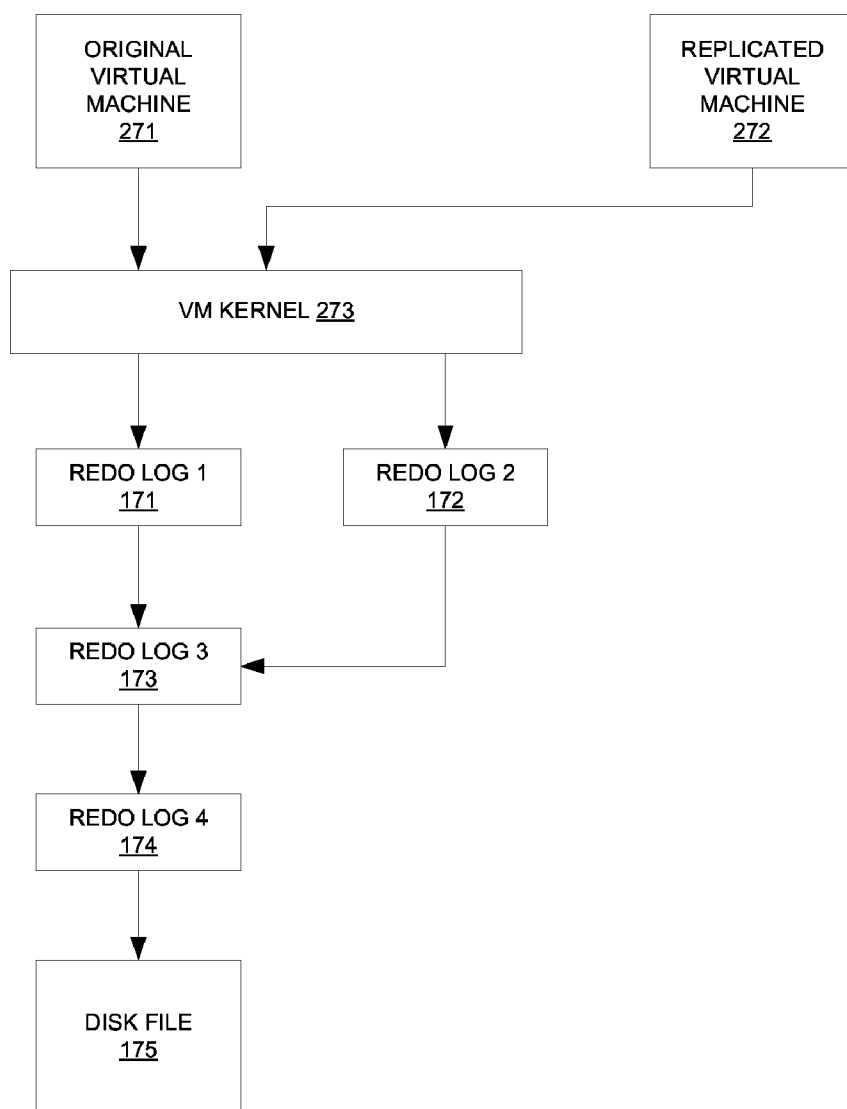 ORIGINAL
VIRTUAL
MACHINE
271
REPLICATED
VIRTUAL
MACHINE
272
VM KERNEL 273
REDO LOG 1
171
REDO LOG 2
172
REDO LOG 3
173
REDO LOG 4
174
DISK FILE
175